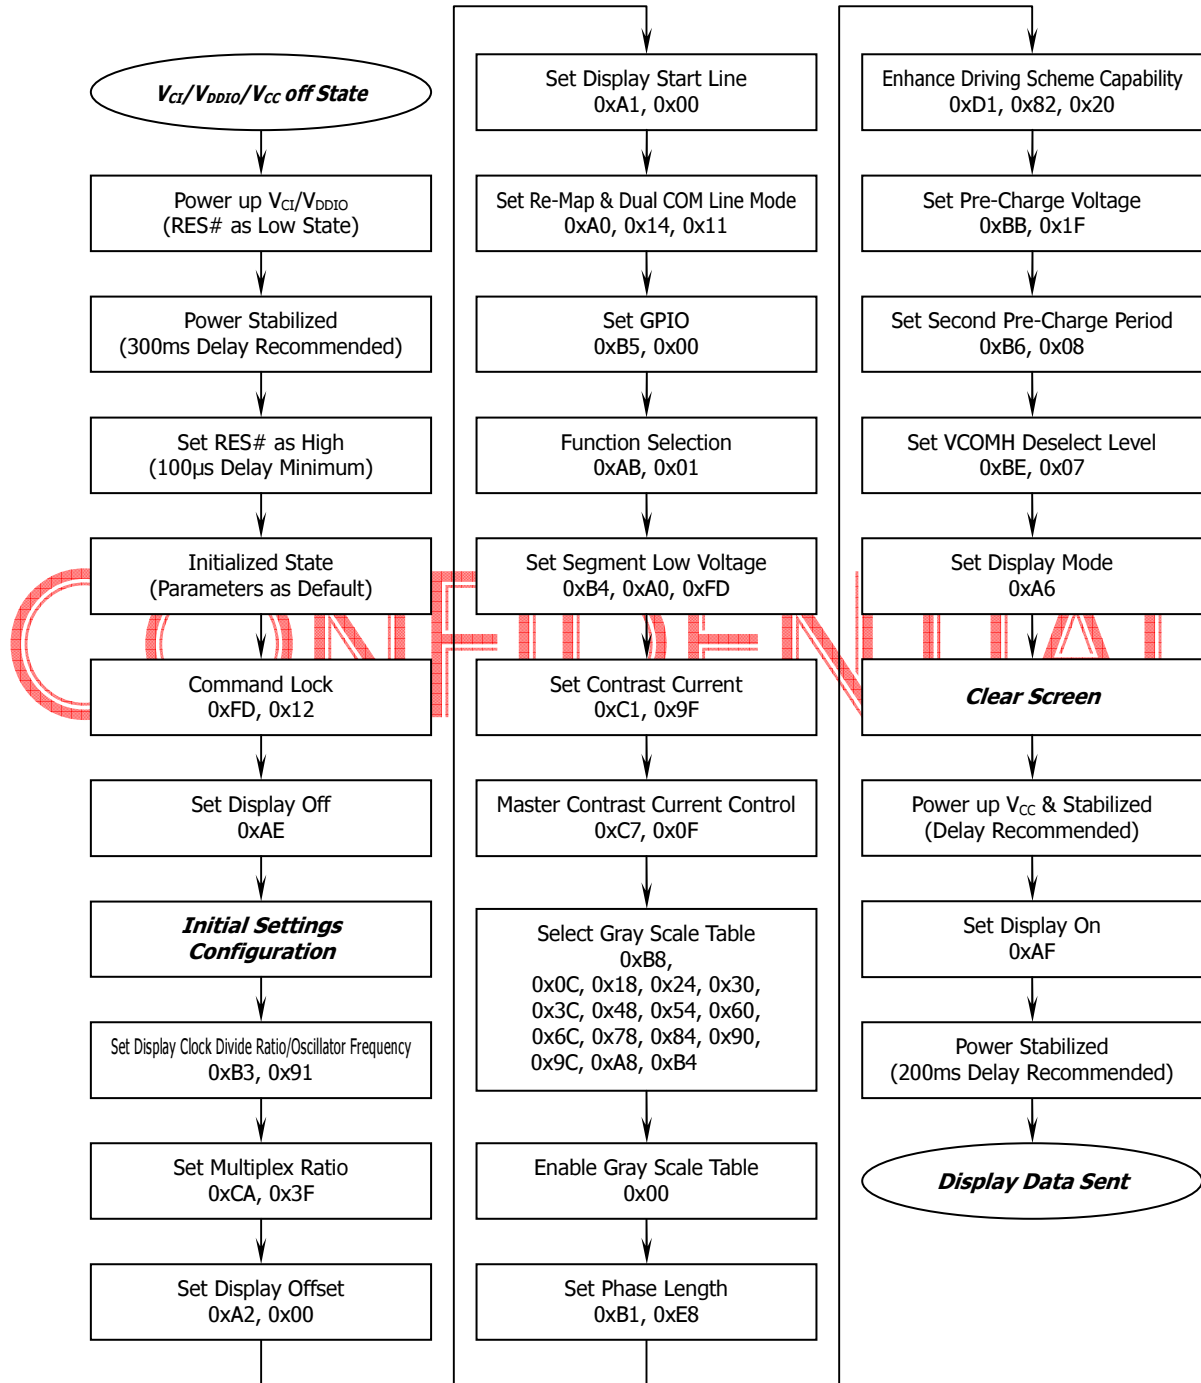 VCI/VDDIO/VCC off State
Power up VCI/VDDIO
(RES# as Low State)
Power Stabilized
(300ms Delay Recommended)
Set RES# as High
(100µs Delay Minimum)
Initialized State
(Parameters as Default)
Command Lock
0xFD, 0x12
Set Display Off
0xAE
Initial Settings
Configuration
Set Display Clock Divide Ratio/Oscillator Frequency
0xB3, 0x91
Set Multiplex Ratio
0xCA, 0x3F
Set Display Offset
0xA2, 0x00
Set Display Start Line
0xA1, 0x00
Set Re-Map & Dual COM Line Mode
0xA0, 0x14, 0x11
Set GPIO
0xB5, 0x00
Function Selection
0xAB, 0x01
Set Segment Low Voltage
0xB4, 0xA0, 0xFD
Set Contrast Current
0xC1, 0x9F
Master Contrast Current Control
0xC7, 0x0F
Select Gray Scale Table
0xB8,
0x0C, 0x18, 0x24, 0x30,
0x3C, 0x48, 0x54, 0x60,
0x6C, 0x78, 0x84, 0x90,
0x9C, 0xA8, 0xB4
Enable Gray Scale Table
0x00
Set Phase Length
0xB1, 0xE8
Enhance Driving Scheme Capability
0xD1, 0x82, 0x20
Set Pre-Charge Voltage
0xBB, 0x1F
Set Second Pre-Charge Period
0xB6, 0x08
Set VCOMH Deselect Level
0xBE, 0x07
Set Display Mode
0xA6
Clear Screen
Power up VCC & Stabilized
(Delay Recommended)
Set Display On
0xAF
Power Stabilized
(200ms Delay Recommended)
Display Data Sent
CONFIDENTIAL